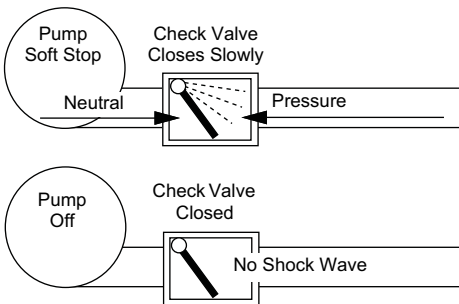 Pump
Soft Stop
Check Valve
Closes Slowly
Neutral
Pressure
Pump
Off
Check Valve
Closed
No Shock Wave